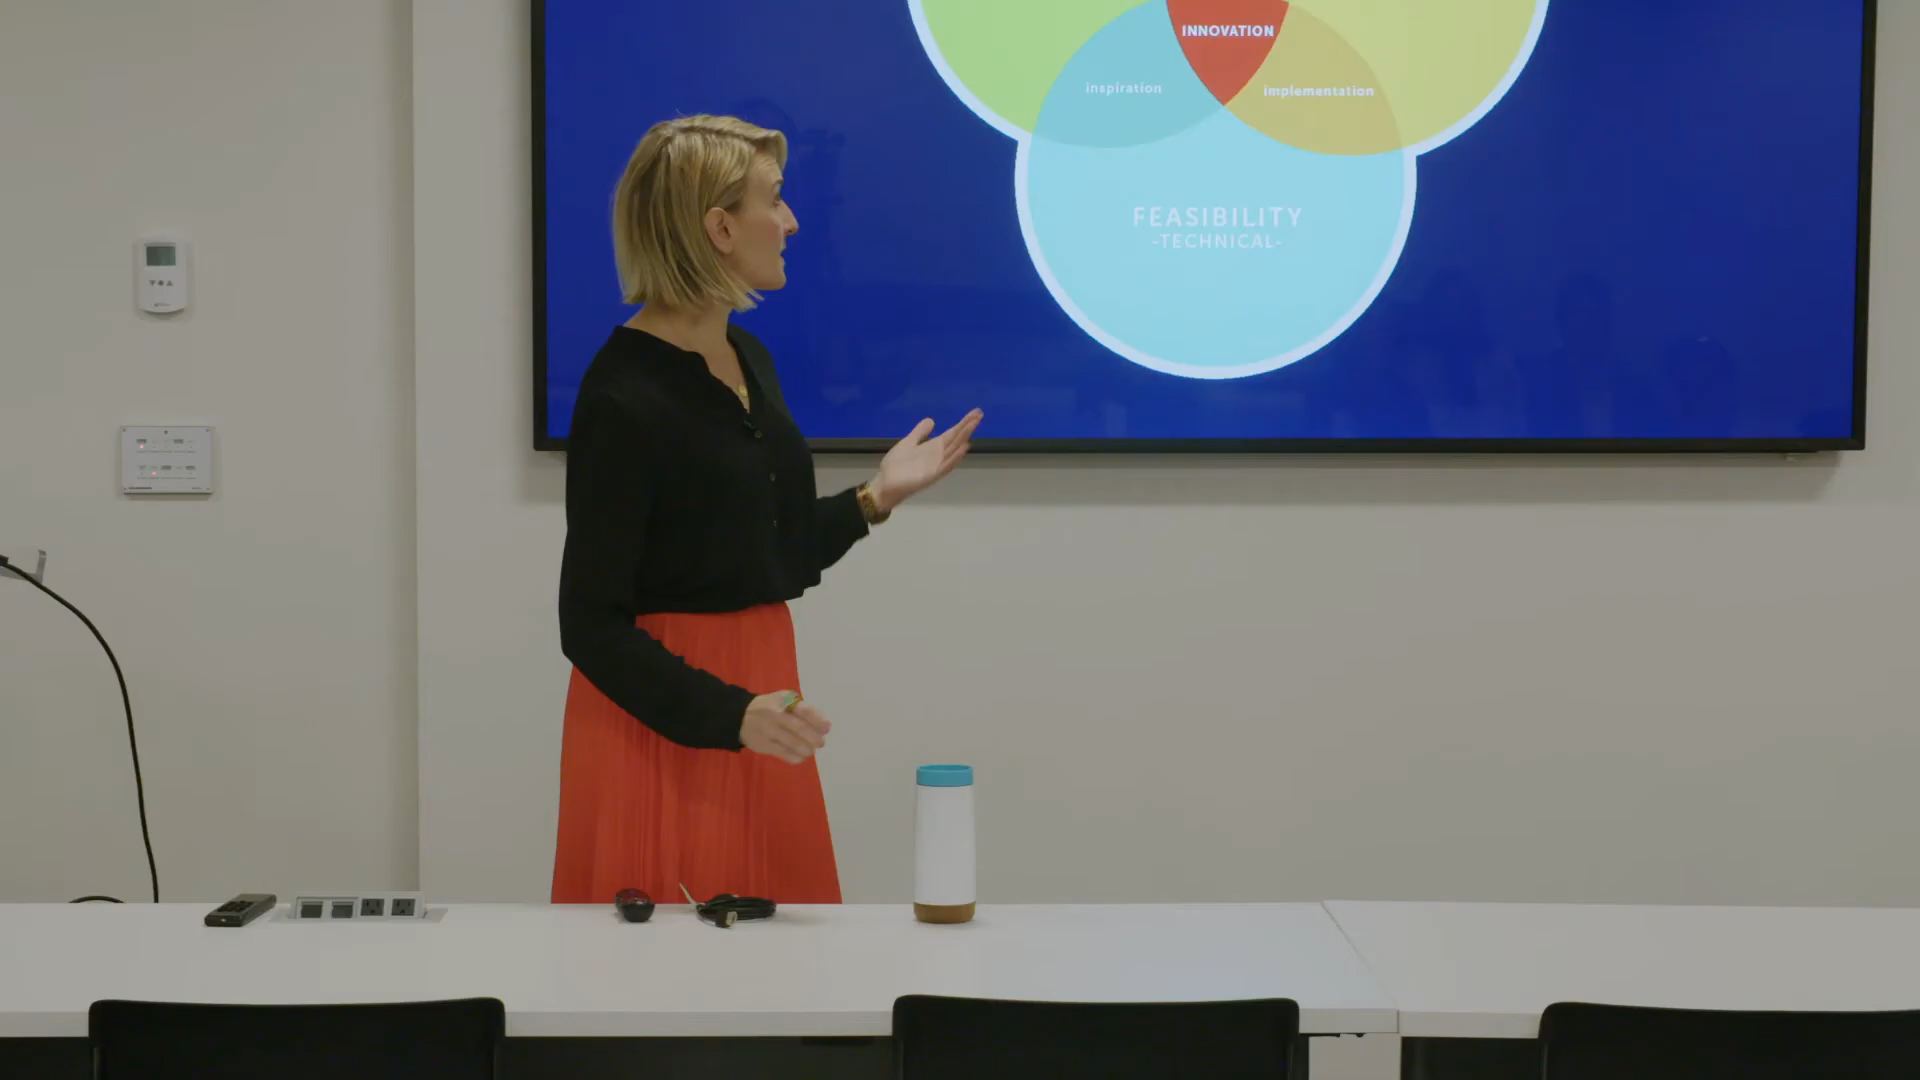 INNOVATION
inspiration
implementation
FEASIBILITY
-TECHNICAL-